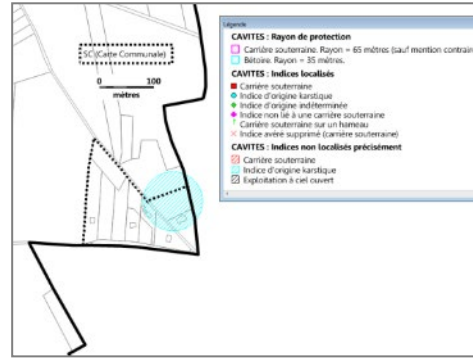 SC (Carte Communale)
0 100
mètres
Légende
CAVITES : Rayon de protection
Carrière souterraine. Rayon = 65 mètres (sauf mention contrain
Bétoire. Rayon = 35 mètres.
CAVITES : Indices localisés
Carrière souterraine
Indice d'origine karstique
Indice d'origine indéterminée
Indice non lié à une carrière souterraine
Carrière souterraine sur un hameau
Indice avéré supprimé (carrière souterraine)
CAVITES : Indices non localisés précisément
Carrière souterraine
Indice d'origine karstique
Exploitation à ciel ouvert